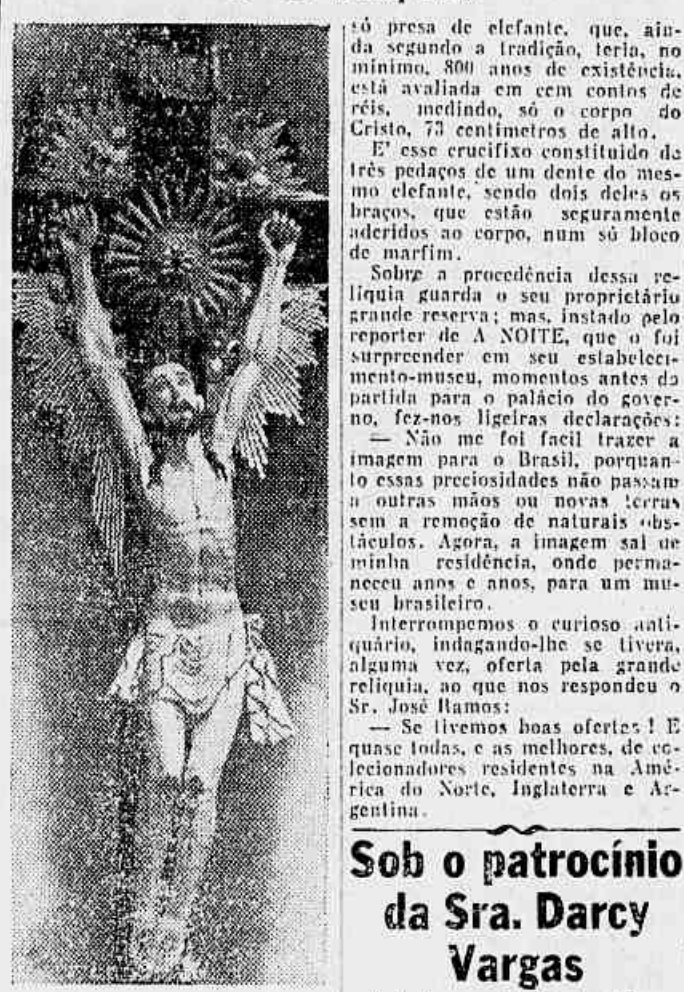 só presa de elefante, que, ain-
da segundo a tradição, teria, no
mínimo, 800 anos de existência,
está avaliada em cem contos de
réis, medindo, só o corpo do
Cristo, 73 centimetros de alto.
E' esse crucifixo constituido de
três pedaços de um dente do mes-
mo elefante, sendo dois deles os
braços, que estão seguramente
aderidos ao corpo, num só bloco
de marfim.
Sobre a procedência dessa re-
líquia guarda o seu proprietário
grande reserva; mas, instado pelo
reporter de A NOITE, que o foi
surpreender em seu estabeleci-
mento-museu, momentos antes da
partida para o palácio do gover-
no, fez-nos ligeiras declarações:
— Não me foi facil trazer a
imagem para o Brasil, porquan-
to essas preciosidades não passam
a outras mãos ou novas terras
sem a remoção de naturais obs-
táculos. Agora, a imagem sai de
minha residência, onde perma-
neceu anos e anos, para um mu-
seu brasileiro.
Interrompemos o curioso anti-
quário, indagando-lhe se tivera,
alguma vez, oferta pela grande
relíquia, ao que nos respondeu o
Sr. José Ramos:
— Se tivemos boas ofertas! E
quase todas, e as melhores, de co-
lecionadores residentes na Amé-
rica do Norte, Inglaterra e Ar-
gentina.
Sob o patrocínio
da Sra. Darcy
Vargas